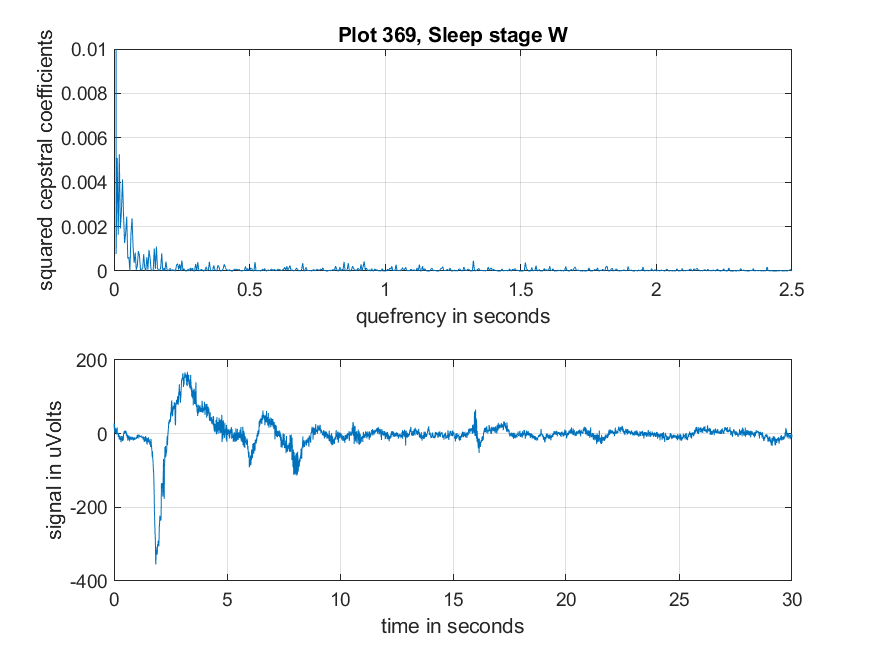 Plot 369, Sleep stage W
squared cepstral coefficients
0.01
0.008
0.006
0.004
0.002
0
0 0.5 1 1.5 2 2.5
quefrency in seconds
signal in uVolts
200
0
-200
-400
0 5 10 15 20 25 30
time in seconds